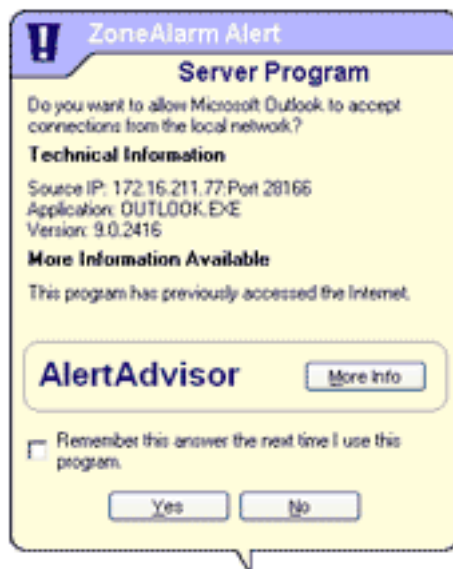 ZoneAlarm Alert
Server Program
Do you want to allow Microsoft Outlook to accept
connections from the local network?
Technical Information
Source IP: 172.16.211.77:Port 28166
Application: OUTLOOK.EXE
Version: 9.0.2416
More Information Available
This program has previously accessed the Internet.
AlertAdvisor
More Info
Remember this answer the next time I use this
program.
Yes
No